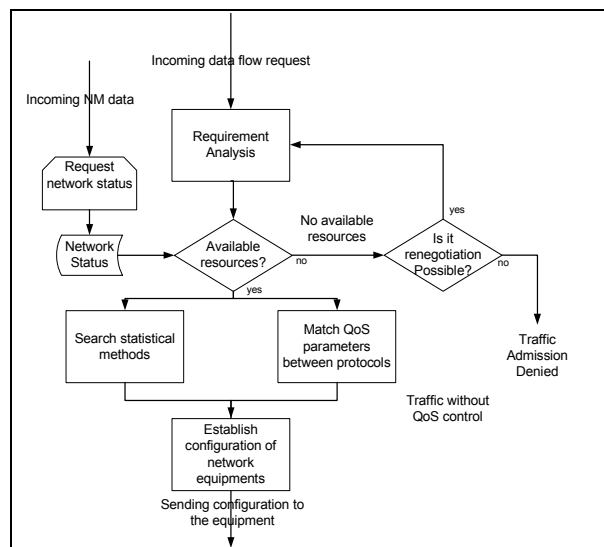 Incoming data flow request
Incoming NM data
Requirement
Analysis
Request
network status
yes
No available
resources
Network
Status
Available
resources?
no
Is it
renegotiation
Possible?
no
yes
Search statistical
methods
Match QoS
parameters
between protocols
Traffic
Admission
Denied
Traffic without
QoS control
Establish
configuration of
network
equipments
Sending configuration to
the equipment